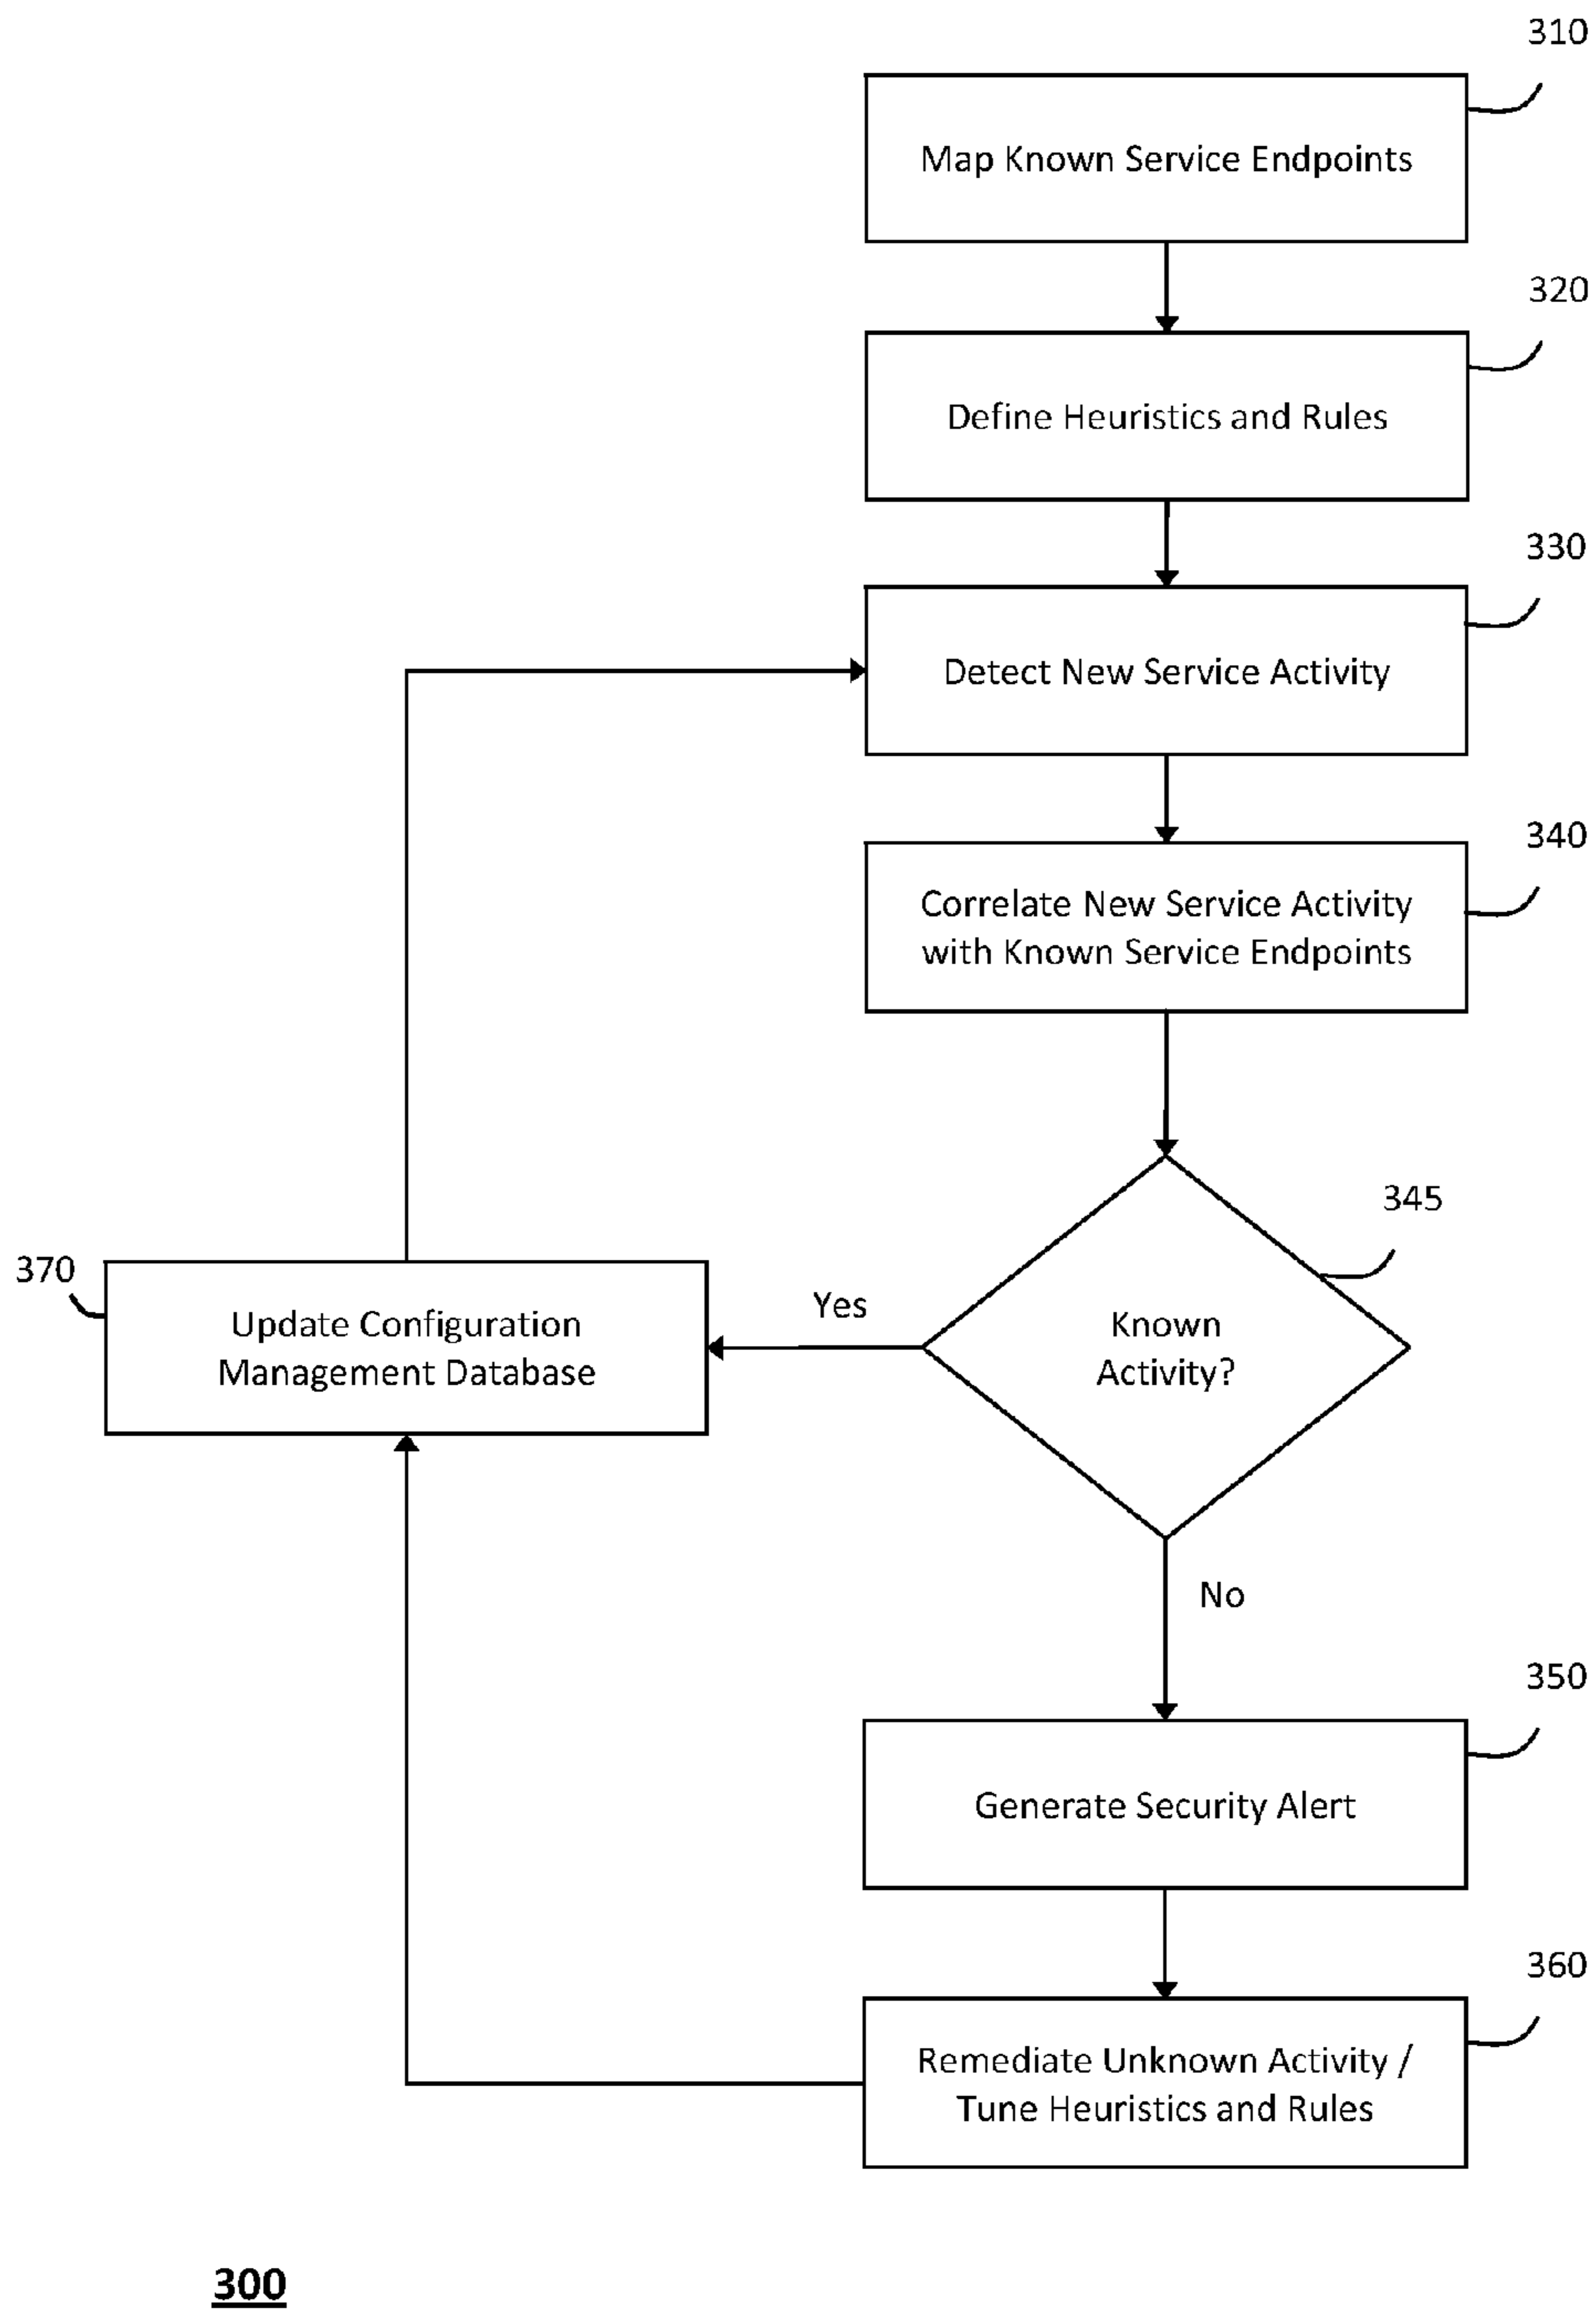 310
Map Known Service Endpoints
320
Define Heuristics and Rules
330
Detect New Service Activity
340
Correlate New Service Activity
with Known Service Endpoints
345
Known
Activity?
Yes
370
Update Configuration
Management Database
No
350
Generate Security Alert
360
Remediate Unknown Activity /
Tune Heuristics and Rules
300